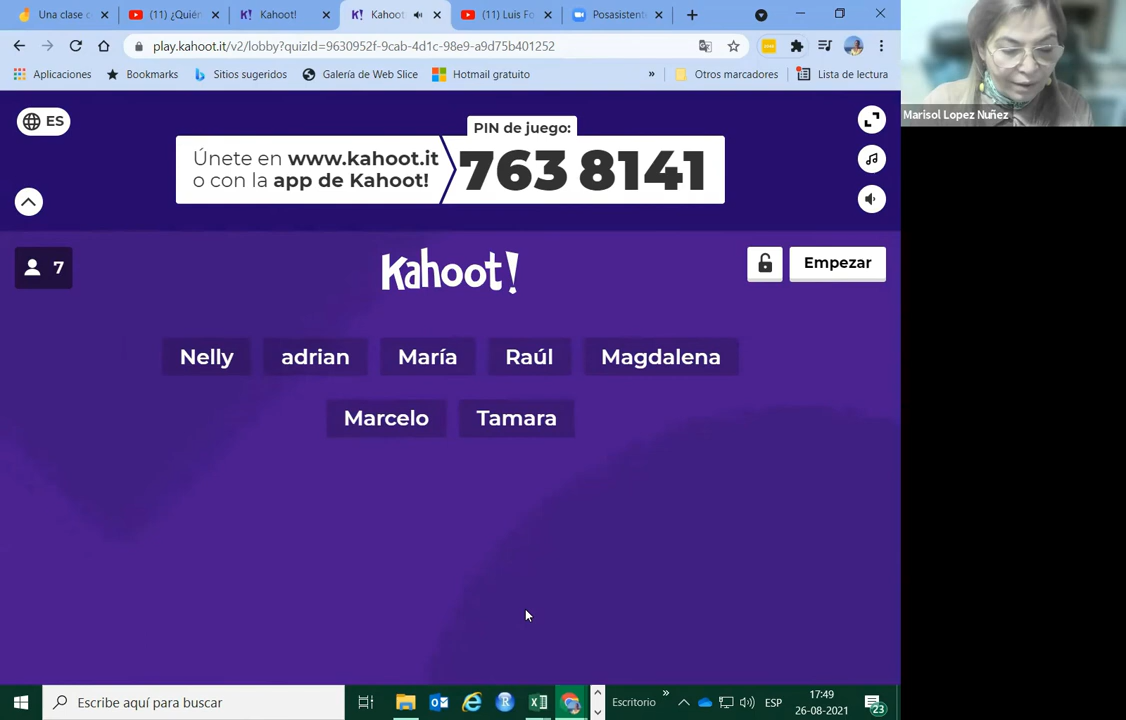 Una clase d
(11) ¿Quién
Kahoot!
Kahoot
(11) Luis Fo
Posasistent
play.kahoot.it/v2/lobby?quizId=9630952f-9cab-4d1c-98e9-a9d75b401252
Aplicaciones
Bookmarks
Sitios sugeridos
Galería de Web Slice
Hotmail gratuito
»
Otros marcadores
Lista de lectura
Marisol Lopez Nuñez
ES
PIN de juego:
Únete en www.kahoot.it
o con la app de Kahoot!
763 8141
7
Kahoot!
Empezar
Nelly
adrian
María
Raúl
Magdalena
Marcelo
Tamara
Escribe aquí para buscar
Escritorio
»
ESP
17:49
26-08-2021
23